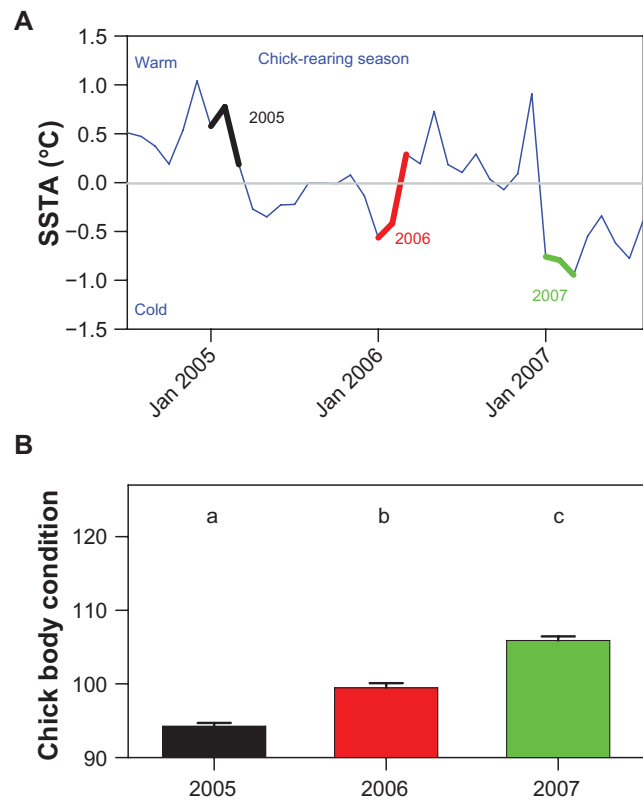 A
SSTA (°C)
1.5
1.0
0.5
0.0
−0.5
−1.0
−1.5
Warm
Chick-rearing season
2005
2006
2007
Cold
Jan 2005
Jan 2006
Jan 2007
B
Chick body condition
120
110
100
90
a
b
c
2005
2006
2007